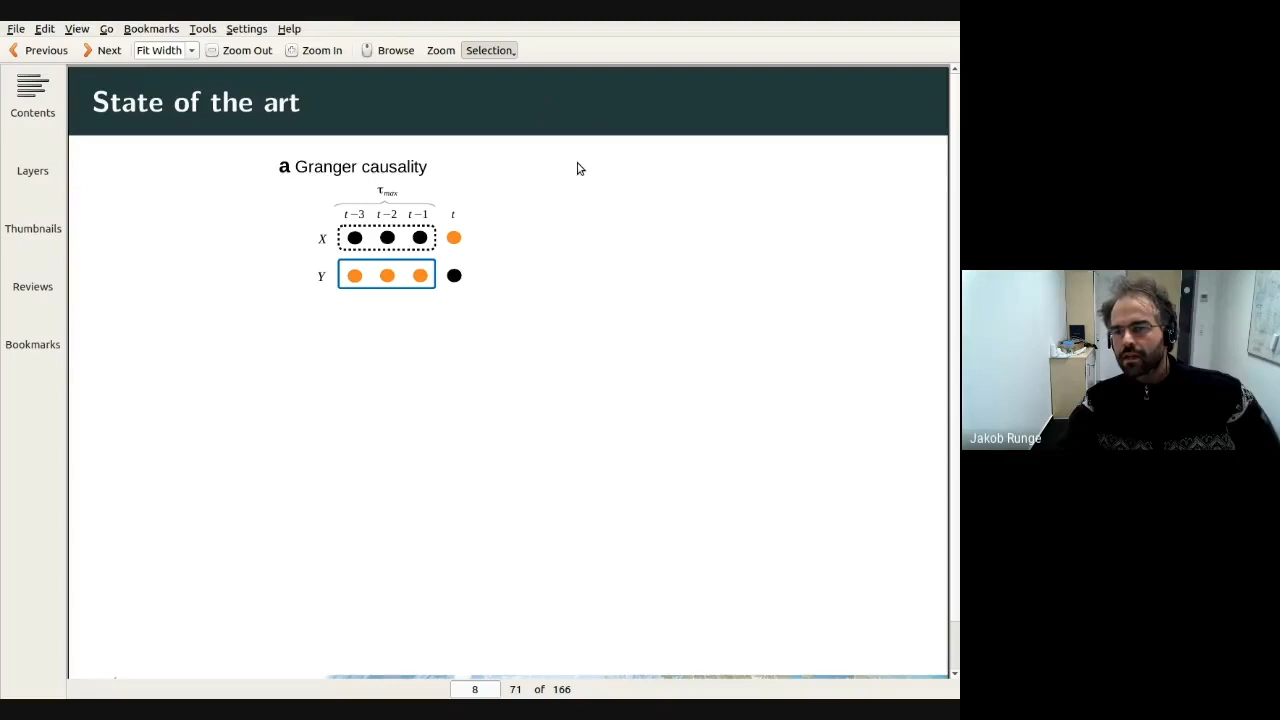 File Edit View Go Bookmarks Tools Settings Help
Previous Next Fit Width Zoom Out Zoom In Browse Zoom Selection
Contents
Layers
Thumbnails
Reviews
Bookmarks
State of the art
a Granger causality
τmax
t−3 t−2 t−1 t
X
Y
8 71 of 166
Jakob Runge